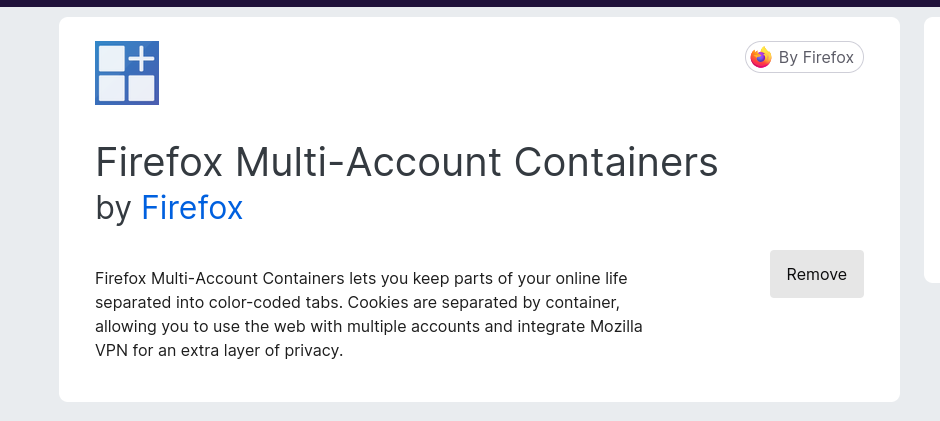 By Firefox
Firefox Multi-Account Containers
by Firefox
Firefox Multi-Account Containers lets you keep parts of your online life
separated into color-coded tabs. Cookies are separated by container,
allowing you to use the web with multiple accounts and integrate Mozilla
VPN for an extra layer of privacy.
Remove